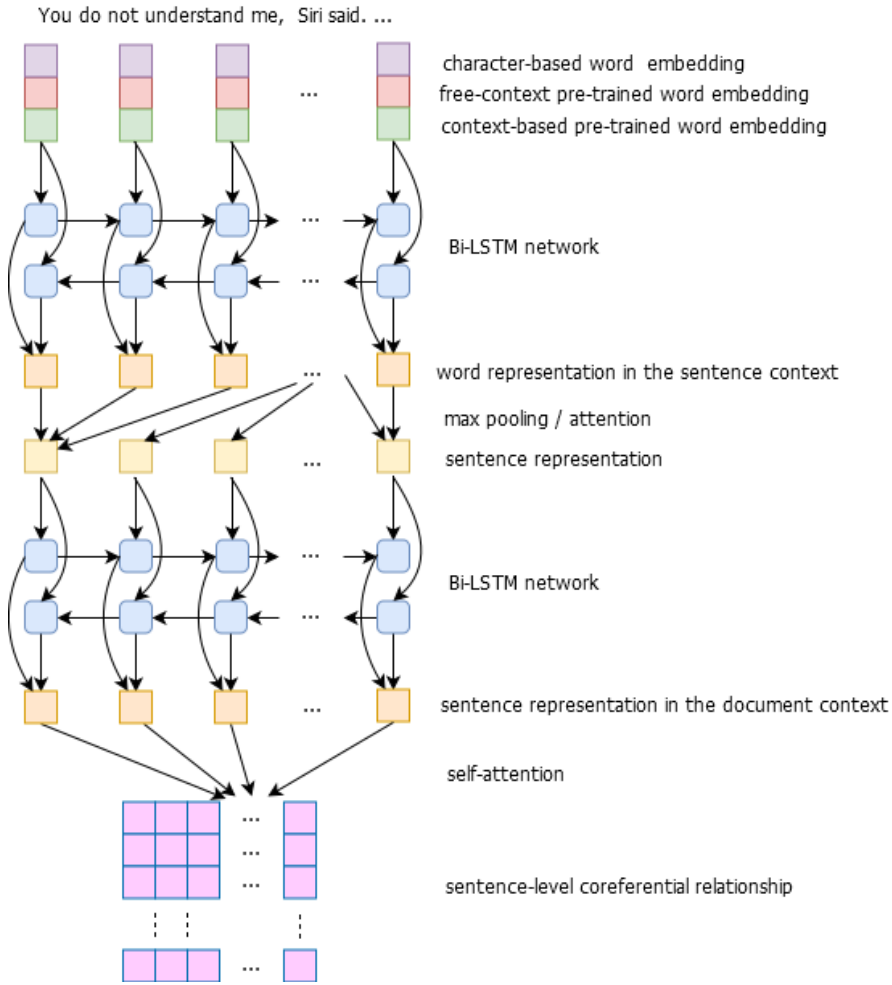 You do not understand me, Siri said. ...
character-based word embedding
... free-context pre-trained word embedding
context-based pre-trained word embedding
...
Bi-LSTM network
...
... word representation in the sentence context
max pooling / attention
... sentence representation
...
Bi-LSTM network
...
... sentence representation in the document context
self-attention
...
...
... sentence-level coreferential relationship
...